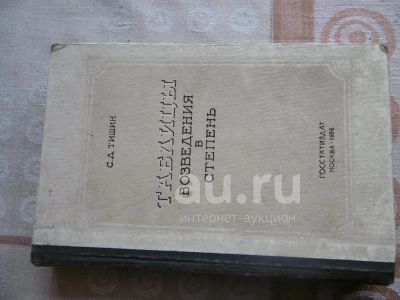 С.Д. ТИШИН
ТАБЛИЦЫ
ВОЗВЕДЕНИЯ
В
СТЕПЕНЬ
ГОССТАТИЗДАТ
МОСКВА-
au.ru
интернет-аукцион